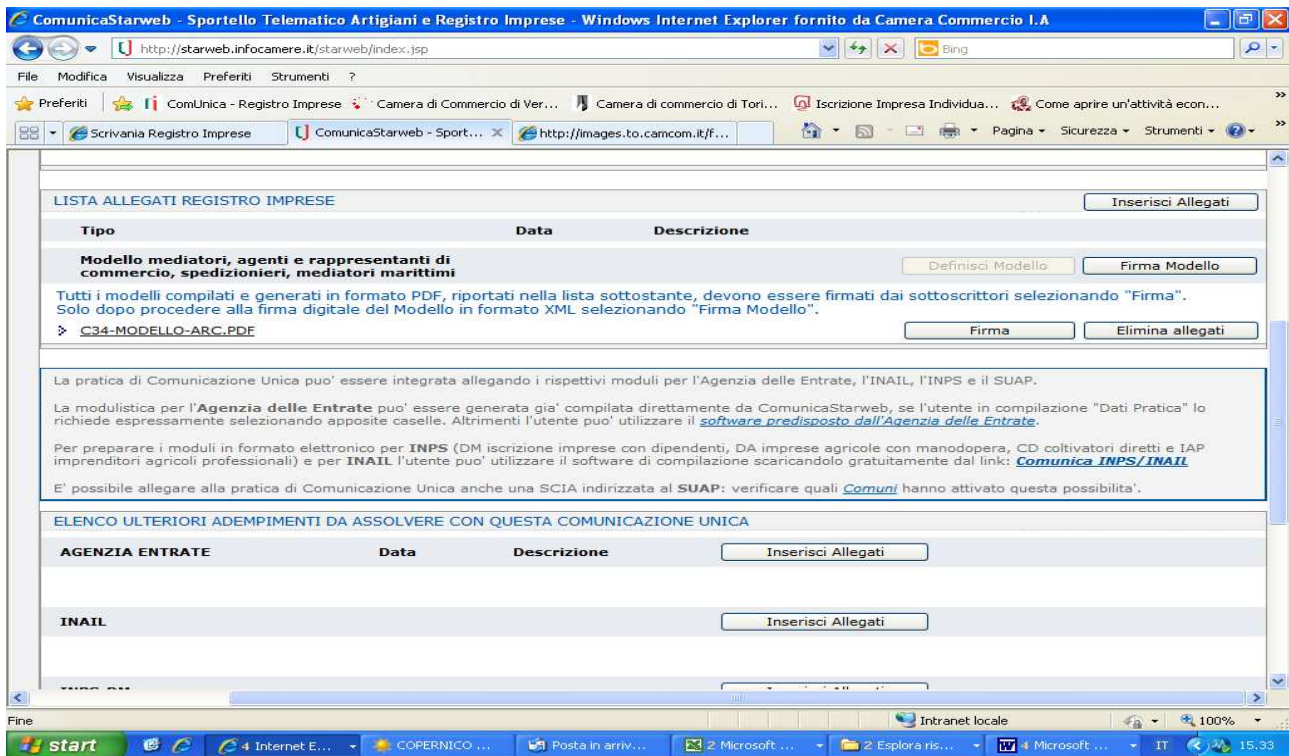 ComunicaStarweb - Sportello Telematico Artigiani e Registro Imprese - Windows Internet Explorer fornito da Camera Commercio I.A
http://starweb.infocamere.it/starweb/index.jsp
Bing
File Modifica Visualizza Preferiti Strumenti ?
Preferiti ComUnica - Registro Imprese Camera di Commercio di Ver... Camera di commercio di Tori... Iscrizione Impresa Individua... Come aprire un'attività econ... »
Scrivania Registro Imprese ComunicaStarweb - Sport... http://images.to.camcom.it/f... Pagina Sicurezza Strumenti »
LISTA ALLEGATI REGISTRO IMPRESE Inserisci Allegati
Tipo Data Descrizione
Modello mediatori, agenti e rappresentanti di
commercio, spedizionieri, mediatori marittimi Definisci Modello Firma Modello
Tutti i modelli compilati e generati in formato PDF, riportati nella lista sottostante, devono essere firmati dai sottoscrittori selezionando "Firma".
Solo dopo procedere alla firma digitale del Modello in formato XML selezionando "Firma Modello".
C34-MODELLO-ARC.PDF Firma Elimina allegati
La pratica di Comunicazione Unica puo' essere integrata allegando i rispettivi moduli per l'Agenzia delle Entrate, l'INAIL, l'INPS e il SUAP.
La modulistica per l'Agenzia delle Entrate puo' essere generata gia' compilata direttamente da ComunicaStarweb, se l'utente in compilazione "Dati Pratica" lo
richiede espressamente selezionando apposite caselle. Altrimenti l'utente puo' utilizzare il software predisposto dall'Agenzia delle Entrate.
Per preparare i moduli in formato elettronico per INPS (DM iscrizione imprese con dipendenti, DA imprese agricole con manodopera, CD coltivatori diretti e IAP
imprenditori agricoli professionali) e per INAIL l'utente puo' utilizzare il software di compilazione scaricandolo gratuitamente dal link: Comunica INPS/INAIL
E' possibile allegare alla pratica di Comunicazione Unica anche una SCIA indirizzata al SUAP: verificare quali Comuni hanno attivato questa possibilita'.
ELENCO ULTERIORI ADEMPIMENTI DA ASSOLVERE CON QUESTA COMUNICAZIONE UNICA
AGENZIA ENTRATE Data Descrizione Inserisci Allegati
INAIL Inserisci Allegati
Fine Intranet locale 100%
start 4 Internet E... COPERNICO ... Posta in arriv... 2 Microsoft ... 2 Esplora ris... 4 Microsoft ... IT 15.33